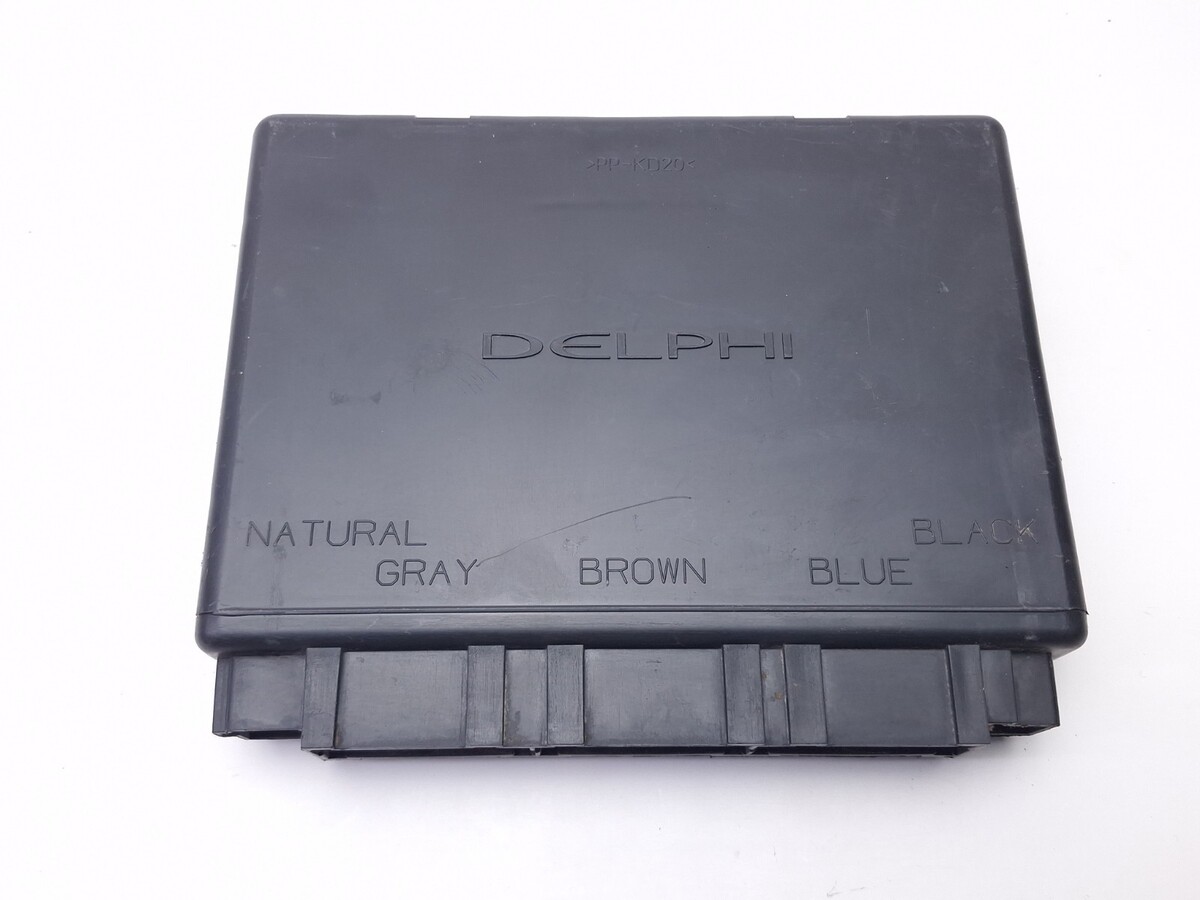 >PP-KD20<
DELPHI
NATURAL
BLACK
GRAY
BROWN
BLUE